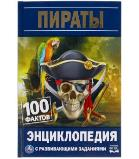 ПИРАТЫ
100
ФАКТОВ
ЭНЦИКЛОПЕДИЯ
С РАЗВИВАЮЩИМИ ЗАДАНИЯМИ